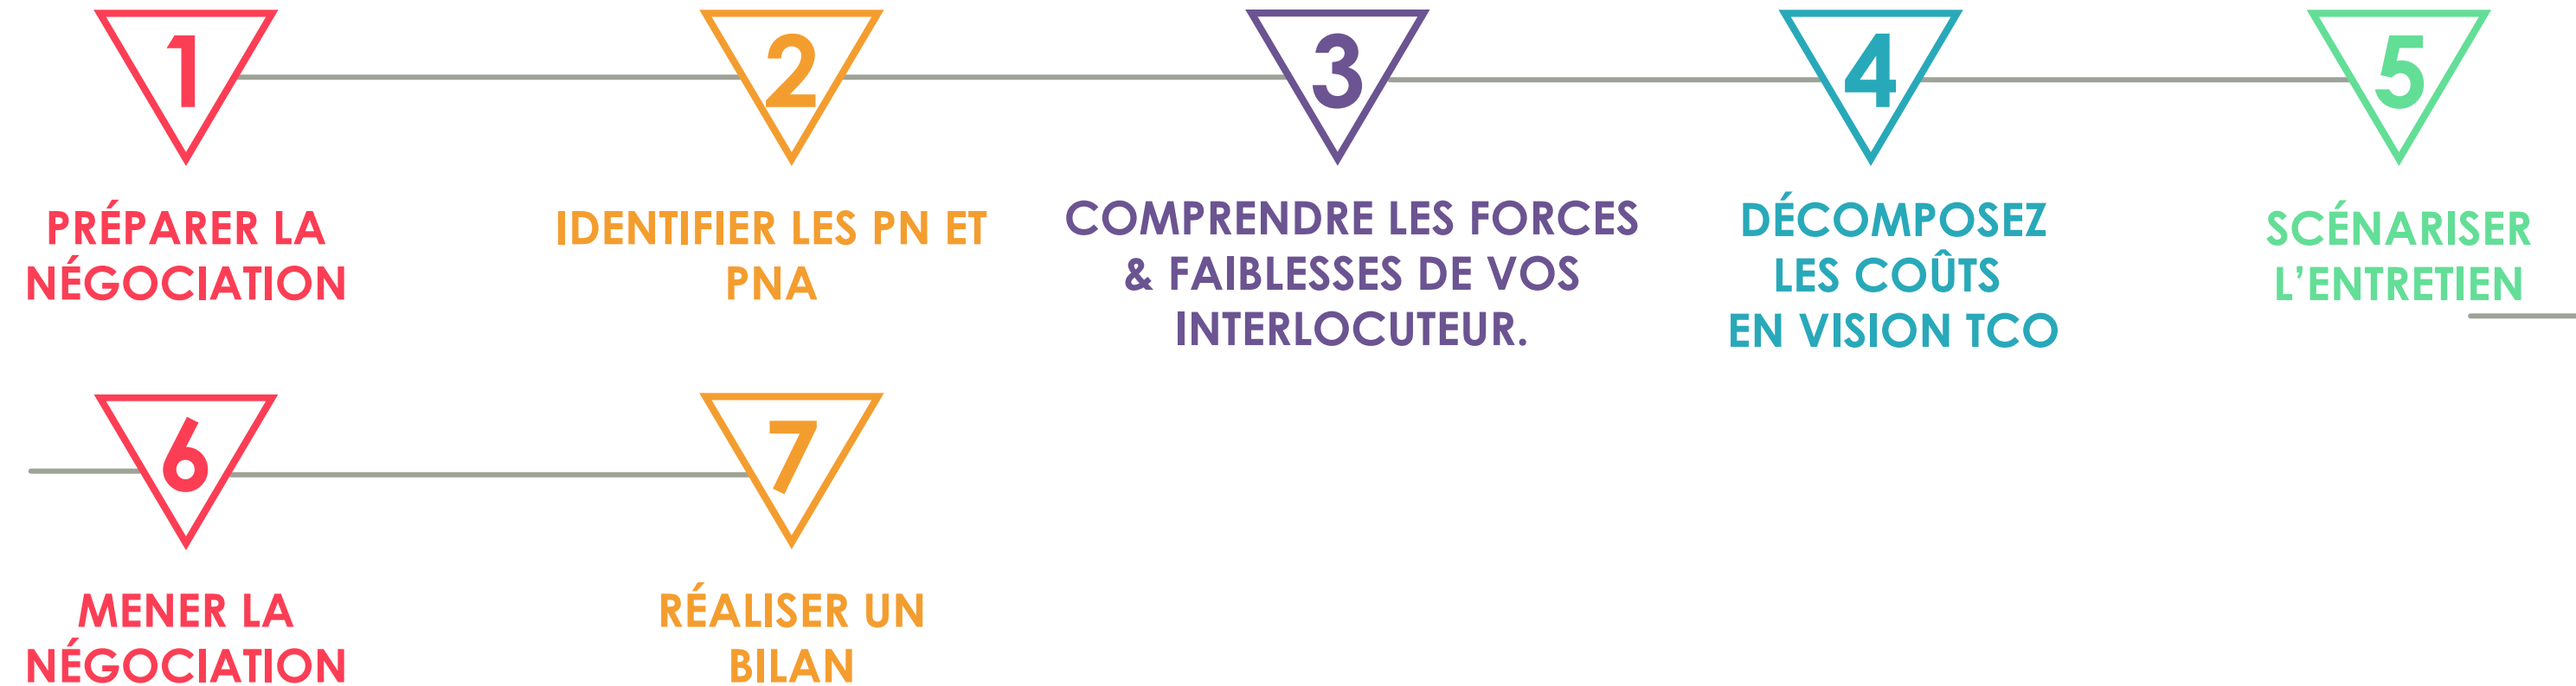 1
PRÉPARER LA
NÉGOCIATION
2
IDENTIFIER LES PN ET
PNA
3
COMPRENDRE LES FORCES
& FAIBLESSES DE VOS
INTERLOCUTEUR.
4
DÉCOMPOSEZ
LES COÛTS
EN VISION TCO
5
SCÉNARISER
L’ENTRETIEN
6
MENER LA
NÉGOCIATION
7
RÉALISER UN
BILAN